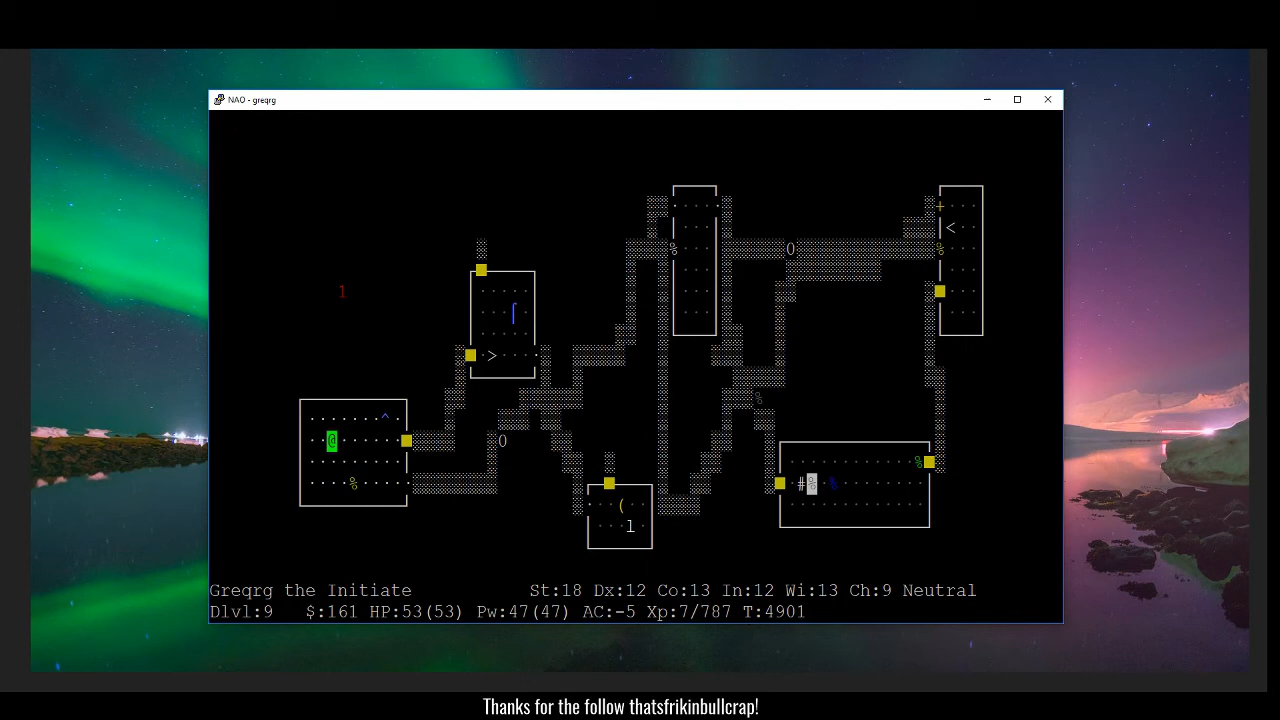 NAO - greqrg
Greqrg the Initiate St:18 Dx:12 Co:13 In:12 Wi:13 Ch:9 Neutral
Dlvl:9 $:161 HP:53(53) Pw:47(47) AC:-5 Xp:7/787 T:4901
Thanks for the follow thatsfrikinbullcrap!